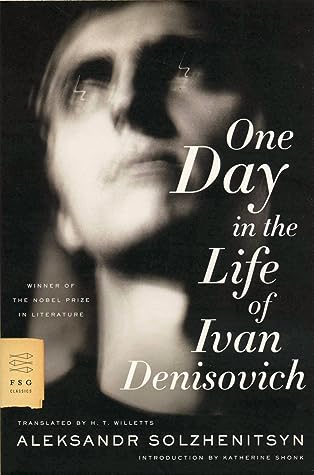 One
Day
in the
Life
of
Ivan
Denisovich
WINNER OF
THE NOBEL PRIZE
IN LITERATURE
FSG
CLASSICS
TRANSLATED BY H. T. WILLETTS
ALEKSANDR SOLZHENITSYN
INTRODUCTION BY KATHERINE SHONK